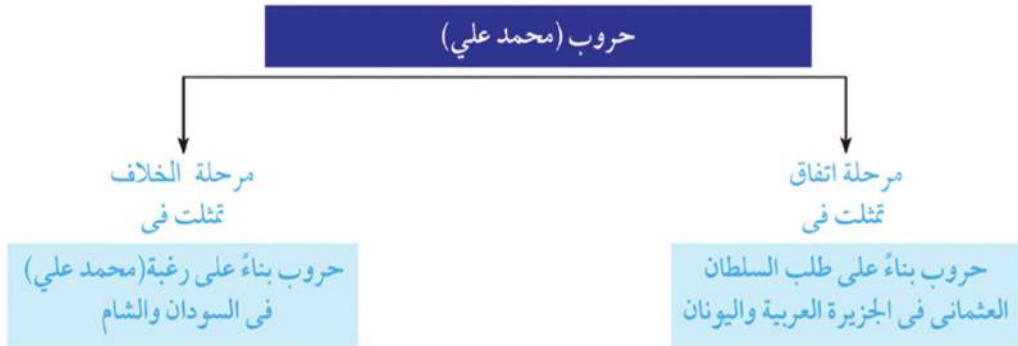 حروب (محمد علي)
مرحلة اتفاق
تمثلت فى
حروب بناءً على طلب السلطان
العثمانى فى الجزيرة العربية واليونان
مرحلة الخلاف
تمثلت فى
حروب بناءً على رغبة(محمد علي)
فى السودان والشام